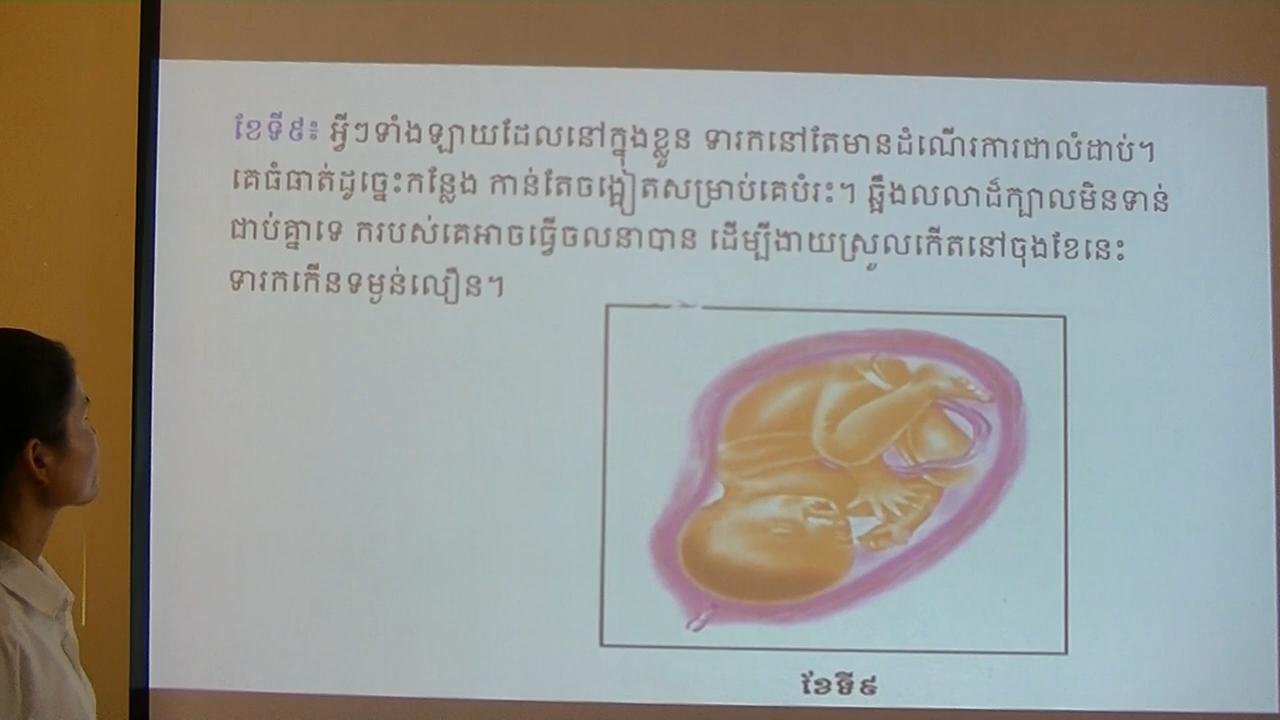 ខែទី៩៖ អ្វីៗទាំងឡាយដែលនៅក្នុងខ្លួន ទារកនៅតែមានដំណើរការជាលំដាប់។
គេធំធាត់ដូច្នេះកន្លែង កាន់តែចង្អៀតសម្រាប់គេបំរះ។ ឆ្អឹងលលាដ៏ក្បាលមិនទាន់
ជាប់គ្នាទេ ករបស់គេអាចធ្វើចលនាបាន ដើម្បីងាយស្រួលកើតនៅចុងខែនេះ
ទារកកើនទម្ងន់លឿន។
ខែទី៩